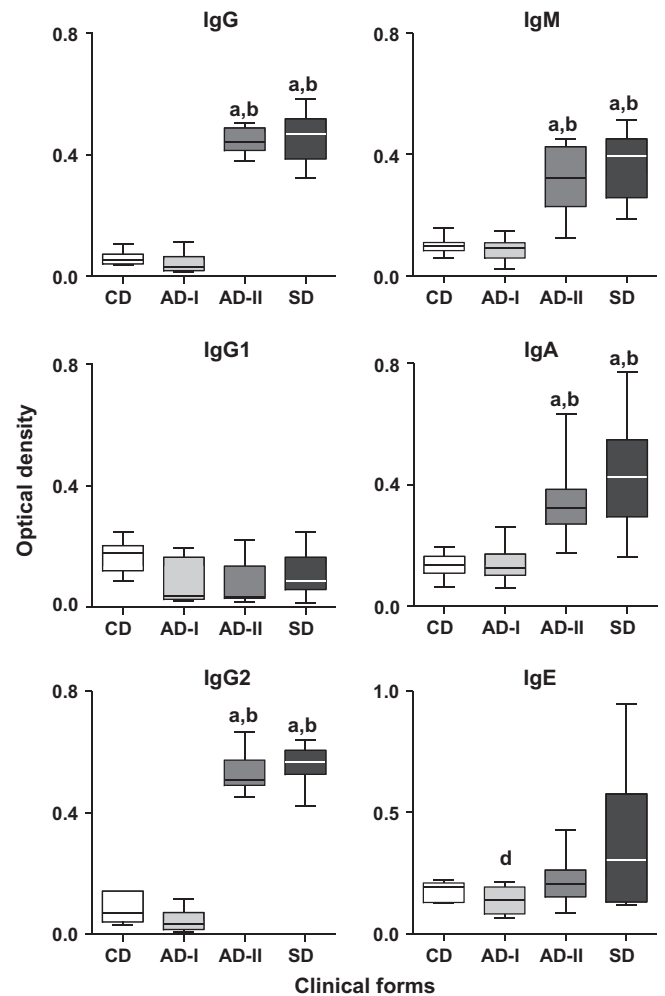 IgG
0.8
0.4
0.0
a,b
a,b
CD AD-I AD-II SD
IgM
0.8
0.4
0.0
a,b
a,b
CD AD-I AD-II SD
IgG1
0.8
0.4
0.0
CD AD-I AD-II SD
IgA
0.8
0.4
0.0
a,b
a,b
CD AD-I AD-II SD
IgG2
0.8
0.4
0.0
a,b
a,b
CD AD-I AD-II SD
IgE
1.0
0.5
0.0
d
CD AD-I AD-II SD
Optical density
Clinical forms